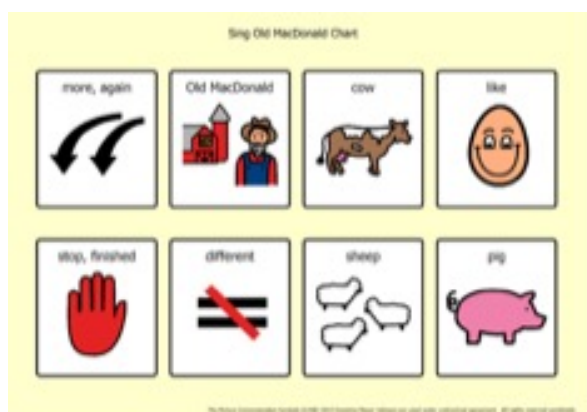 Sing Old MacDonald Chart
more, again
Old MacDonald
cow
like
stop, finished
different
sheep
pig